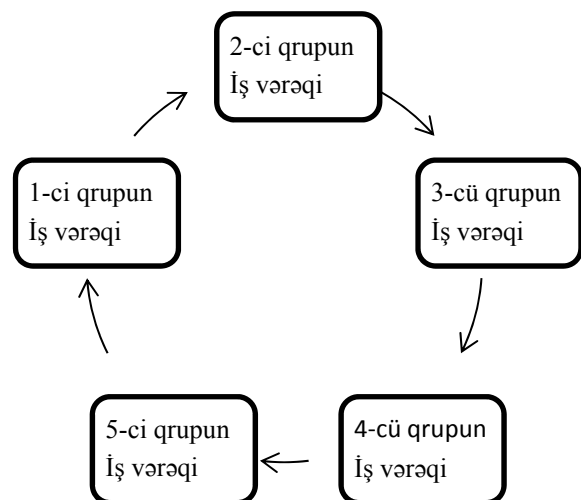 2-ci qrupun
İş vərəqi
1-ci qrupun
İş vərəqi
3-cü qrupun
İş vərəqi
5-ci qrupun
İş vərəqi
4-cü qrupun
İş vərəqi